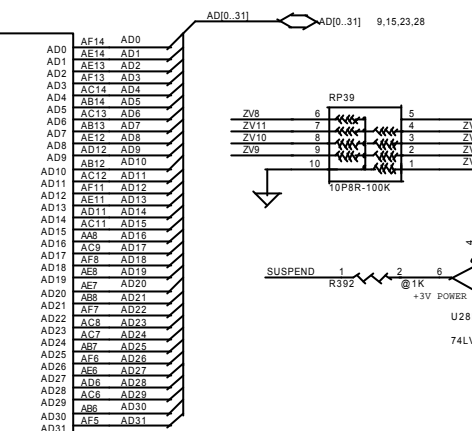 AD[0..31] AD[0..31] 9,15,23,28
AD0 AF14 AD0
AD1 AE14 AD1
AD2 AE13 AD2
AD3 AF13 AD3
AD4 AC14 AD4
AD5 AB14 AD5
AD6 AC13 AD6
AD7 AB13 AD7
AD8 AE12 AD8
AD9 AD12 AD9
AD10 AB12 AD10
AD11 AC12 AD11
AD12 AF11 AD12
AD13 AE11 AD13
AD14 AD11 AD14
AD15 AC11 AD15
AD16 AA8 AD16
AD17 AC9 AD17
AD18 AF8 AD18
AD19 AE8 AD19
AD20 AE7 AD20
AD21 AB8 AD21
AD22 AF7 AD22
AD23 AC8 AD23
AD24 AC7 AD24
AD25 AB7 AD25
AD26 AF6 AD26
AD27 AE6 AD27
AD28 AD6 AD28
AD29 AC6 AD29
AD30 AB6 AD30
AD31 AF5 AD31
RP39
ZV8 6 5
ZV11 7 4 ZV
ZV10 8 3 ZV
ZV9 9 2 ZV
10 1 ZV
10P8R-100K
4
SUSPEND 1 2 6
R392 @1K
+3V POWER
U28
74LV